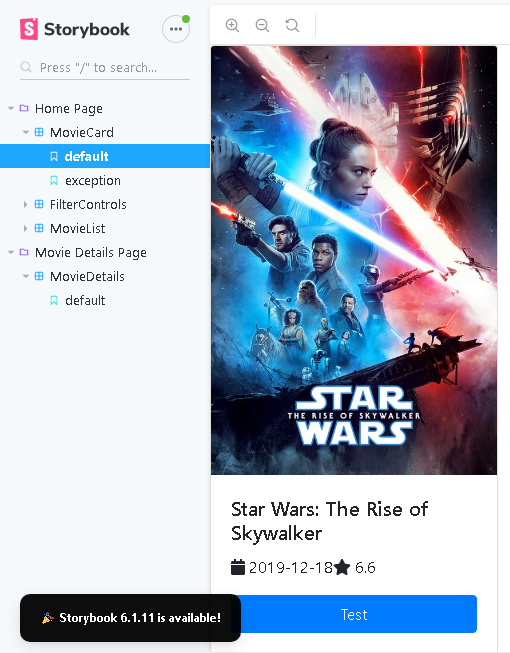 Storybook
Press "/" to search...
Home Page
MovieCard
default
exception
FilterControls
MovieList
Movie Details Page
MovieDetails
default
STAR
THE RISE OF SKYWALKER
WARS
Star Wars: The Rise of
Skywalker
2019-12-18 6.6
Test
Storybook 6.1.11 is available!